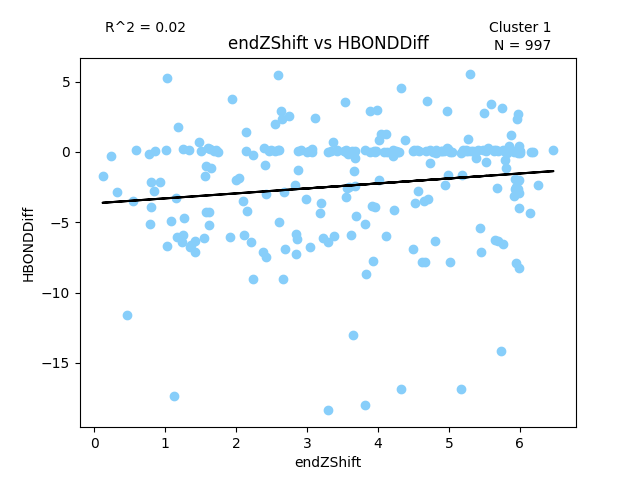 R^2 = 0.02
Cluster 1
N = 997
endZShift vs HBONDDiff
HBONDDiff
5
0
−5
−10
−15
0 1 2 3 4 5 6
endZShift